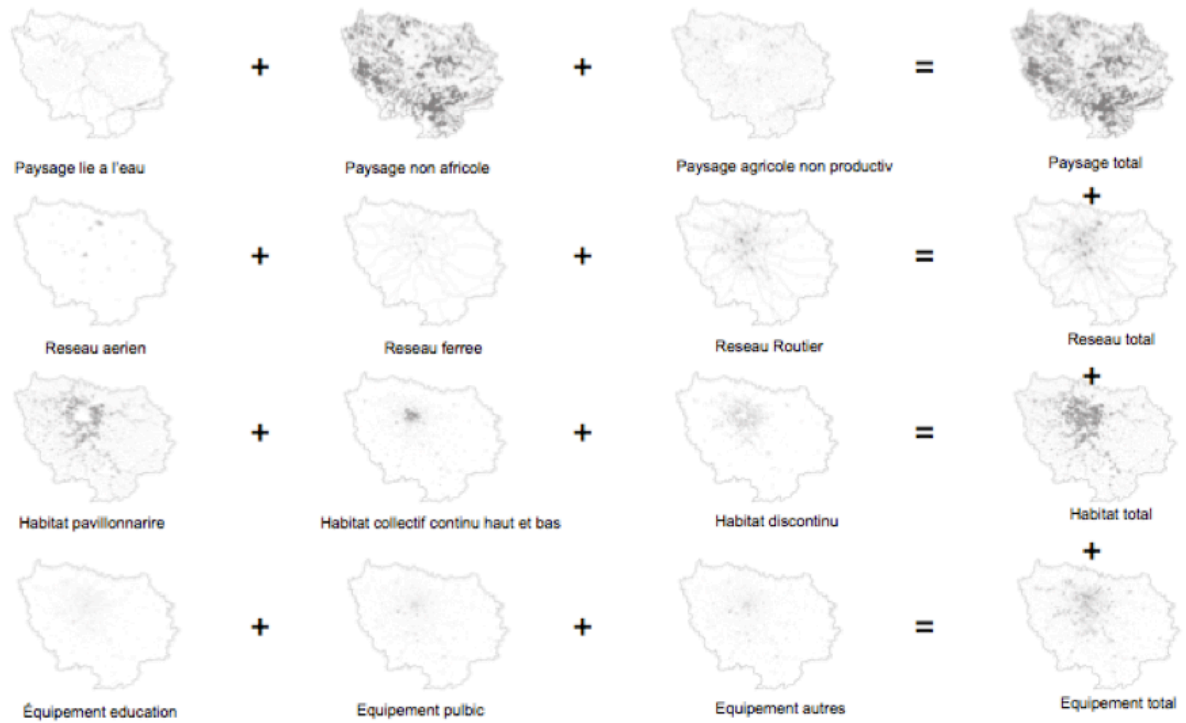 + + =
Paysage lie a l'eau Paysage non africole Paysage agricole non productiv Paysage total
+
+ + =
Reseau aerien Reseau ferree Reseau Routier Reseau total
+
+ + =
Habitat pavillonnarire Habitat collectif continu haut et bas Habitat discontinu Habitat total
+
+ + =
Équipement education Equipement pulbic Equipement autres Equipement total